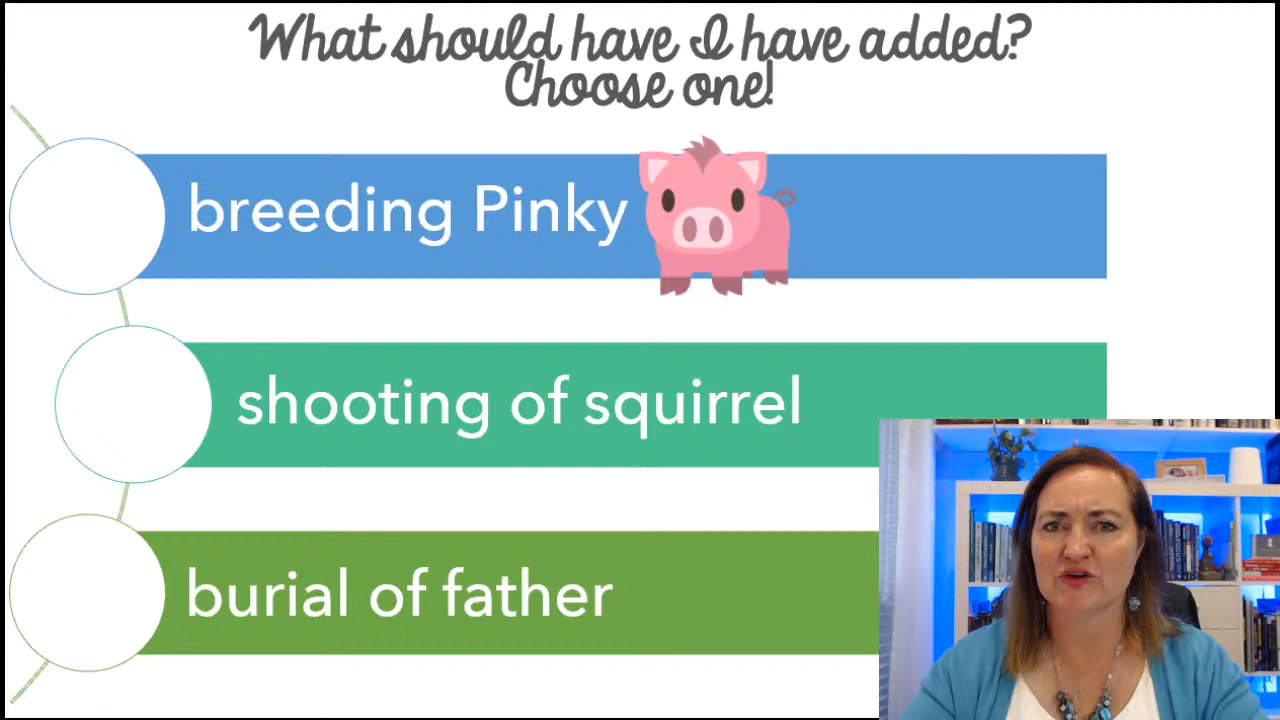 What should have I have added?
Choose one!
breeding Pinky
shooting of squirrel
burial of father